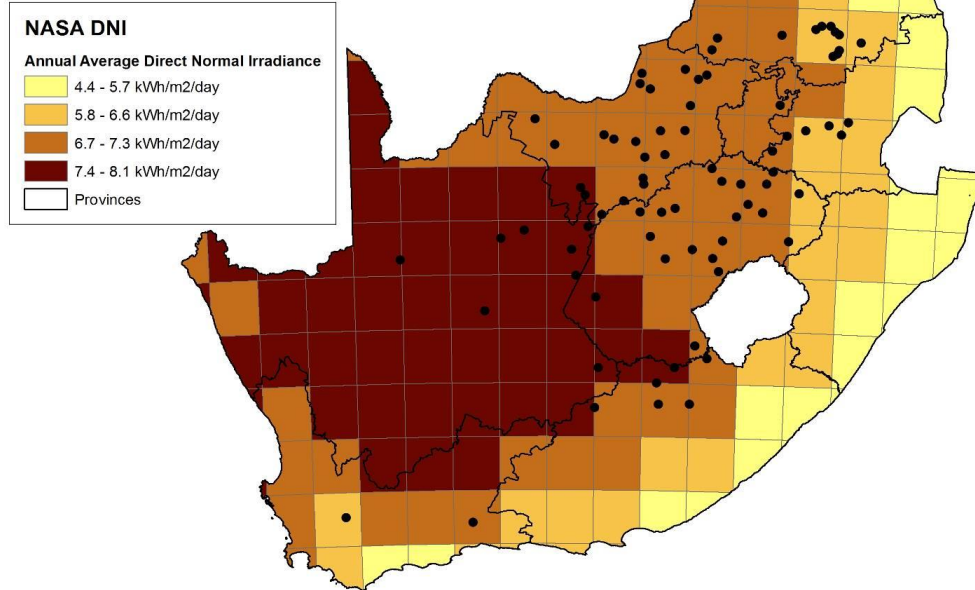 NASA DNI
Annual Average Direct Normal Irradiance
4.4 - 5.7 kWh/m2/day
5.8 - 6.6 kWh/m2/day
6.7 - 7.3 kWh/m2/day
7.4 - 8.1 kWh/m2/day
Provinces